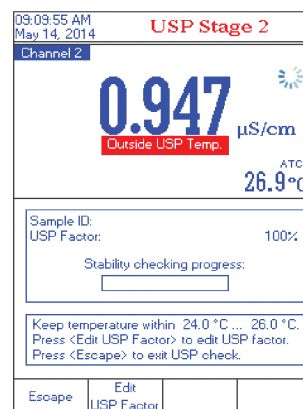 09:09:55 AM
May 14, 2014
USP Stage 2
Channel 2
0.947 µS/cm
Outside USP Temp.
ATC
26.9°C
Sample ID:
USP Factor: 100%
Stability checking progress:
Keep temperature within 24.0 °C ... 26.0 °C.
Press <Edit USP Factor> to edit USP factor.
Press <Escape> to exit USP check.
Escape
Edit
USP Factor